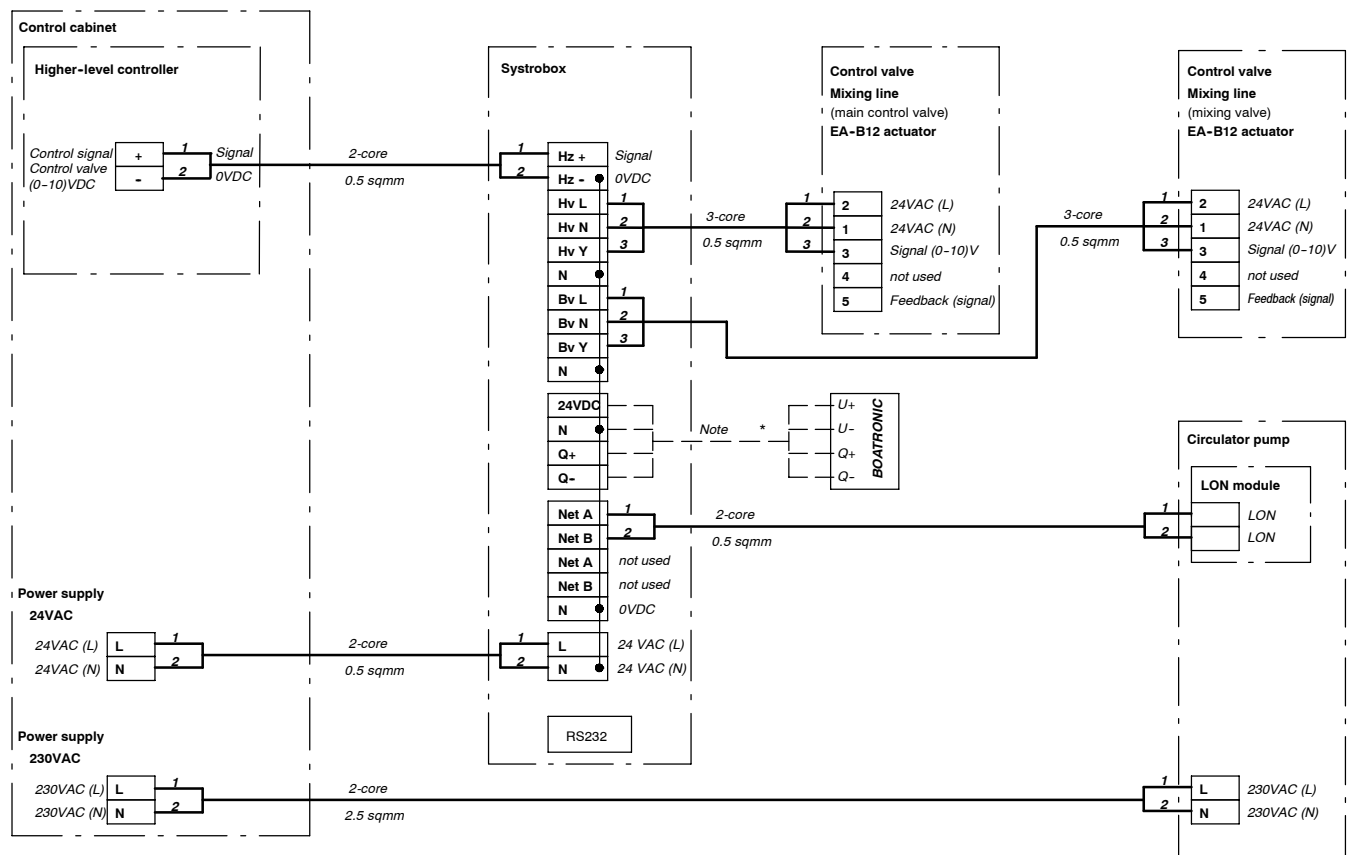 Control cabinet
Higher-level controller
Control signal
Control valve
(0-10)VDC
+
-
1
2
Signal
0VDC
2-core
0.5 sqmm
Systrobox
1
2
Hz +
Signal
Hz -
0VDC
Hv L
1
Hv N
2
Hv Y
3
N
Bv L
1
Bv N
2
Bv Y
3
N
24VDC
N
Q+
Q-
Net A
1
Net B
2
Net A
not used
Net B
not used
N
0VDC
1
L
24 VAC (L)
2
N
24 VAC (N)
RS232
3-core
0.5 sqmm
Control valve
Mixing line
(main control valve)
EA-B12 actuator
1
2
24VAC (L)
2
1
24VAC (N)
3
3
Signal (0-10)V
4
not used
5
Feedback (signal)
3-core
0.5 sqmm
Control valve
Mixing line
(mixing valve)
EA-B12 actuator
1
2
24VAC (L)
2
1
24VAC (N)
3
3
Signal (0-10)V
4
not used
5
Feedback (signal)
Note *
U+
U-
Q+
Q-
BOATRONIC
2-core
0.5 sqmm
Circulator pump
LON module
1
LON
2
LON
Power supply
24VAC
24VAC (L)
L
1
24VAC (N)
N
2
2-core
0.5 sqmm
Power supply
230VAC
230VAC (L)
L
1
230VAC (N)
N
2
2-core
2.5 sqmm
1
L
230VAC (L)
2
N
230VAC (N)